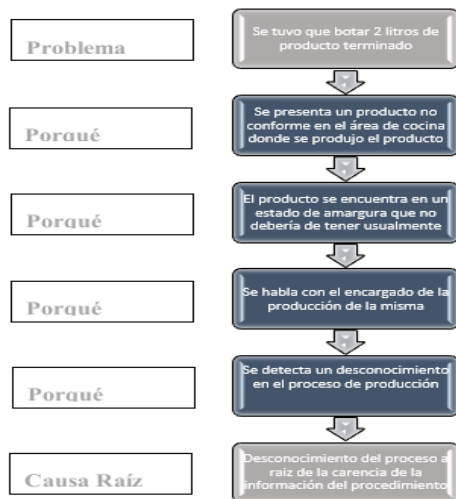 Problema
Se tuvo que botar 2 litros de
producto terminado
Porqué
Se presenta un producto no
conforme en el área de cocina
donde se produjo el producto
Porqué
El producto se encuentra en un
estado de amargura que no
debería de tener usualmente
Porqué
Se habla con el encargado de la
producción de la misma
Porqué
Se detecta un desconocimiento
en el proceso de producción
Causa Raíz
Desconocimiento del proceso a
raiz de la carencia de la
información del procedimiento